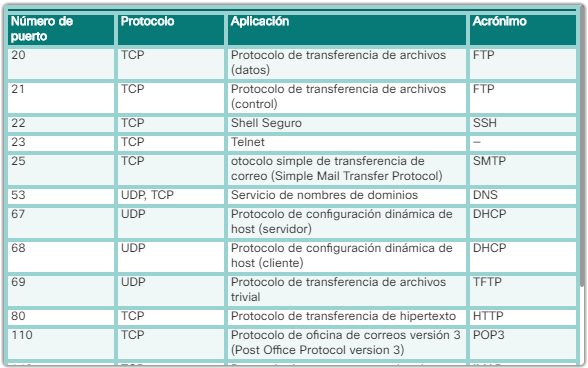 Número de puerto Protocolo Aplicación Acrónimo
20 TCP Protocolo de transferencia de archivos (datos) FTP
21 TCP Protocolo de transferencia de archivos (control) FTP
22 TCP Shell Seguro SSH
23 TCP Telnet –
25 TCP otocolo simple de transferencia de correo (Simple Mail Transfer Protocol) SMTP
53 UDP, TCP Servicio de nombres de dominios DNS
67 UDP Protocolo de configuración dinámica de host (servidor) DHCP
68 UDP Protocolo de configuración dinámica de host (cliente) DHCP
69 UDP Protocolo de transferencia de archivos trivial TFTP
80 TCP Protocolo de transferencia de hipertexto HTTP
110 TCP Protocolo de oficina de correos versión 3 (Post Office Protocol version 3) POP3